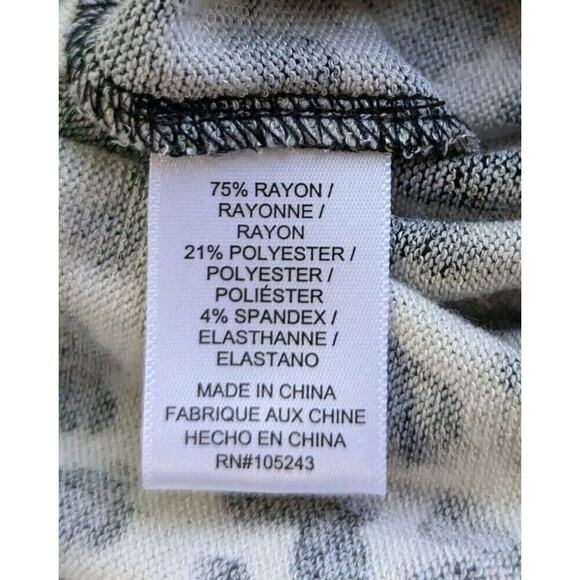 75% RAYON /
RAYONNE /
RAYON
21% POLYESTER /
POLYESTER /
POLIÉSTER
4% SPANDEX /
ELASTHANNE /
ELASTANO
MADE IN CHINA
FABRIQUE AUX CHINE
HECHO EN CHINA
RN#105243